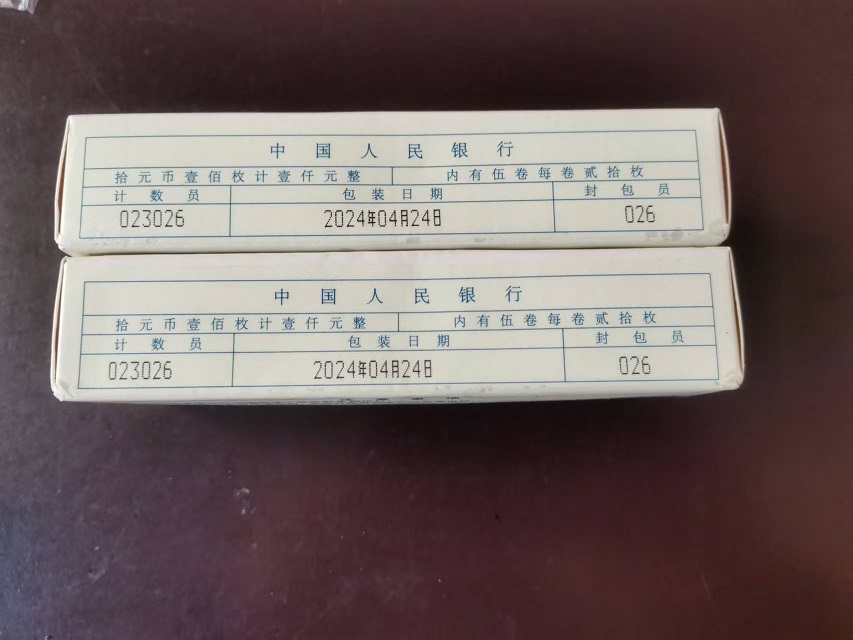 中国人民银行
拾元币壹佰枚计壹仟元整 内有伍卷每卷贰拾枚
计数员 包装日期 封包员
023026 2024年04月24日 026
中国人民银行
拾元币壹佰枚计壹仟元整 内有伍卷每卷贰拾枚
计数员 包装日期 封包员
023026 2024年04月24日 026